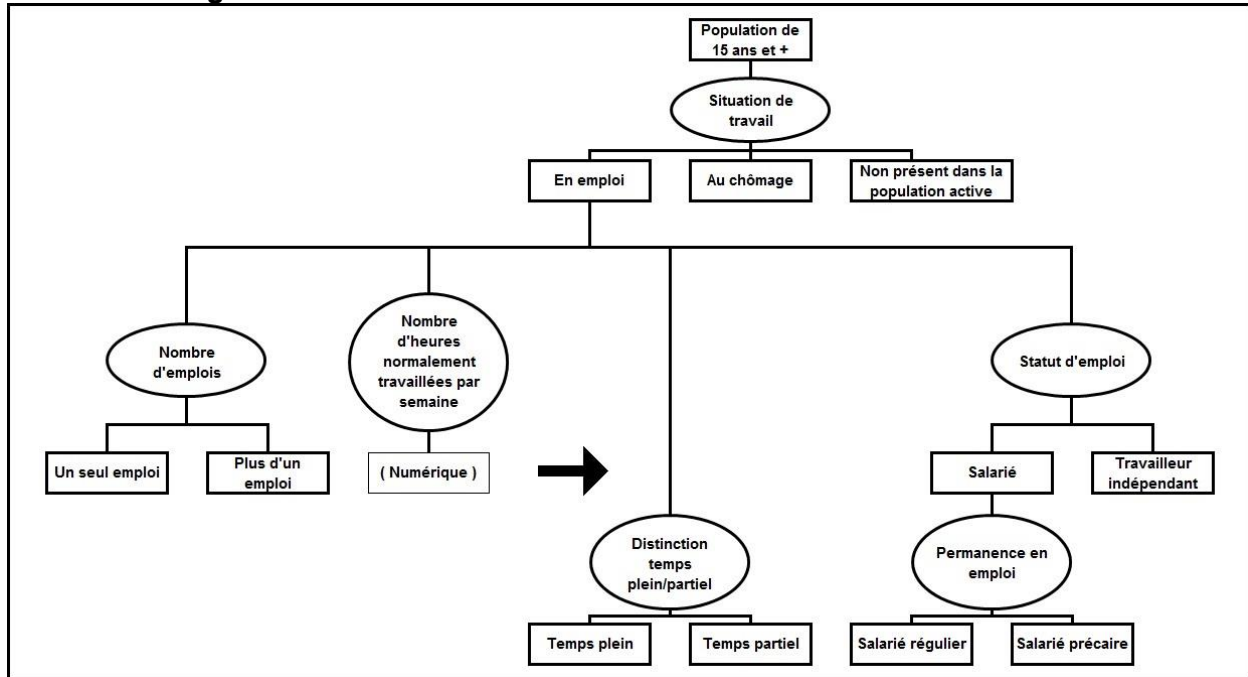 Population de
15 ans et +
Situation de
travail
En emploi
Au chômage
Non présent dans la
population active
Nombre
d'emplois
Nombre
d'heures
normalement
travaillées par
semaine
Statut d'emploi
Un seul emploi
Plus d'un
emploi
( Numérique )
Salarié
Travailleur
indépendant
Distinction
temps
plein/partiel
Permanence en
emploi
Temps plein
Temps partiel
Salarié régulier
Salarié précaire